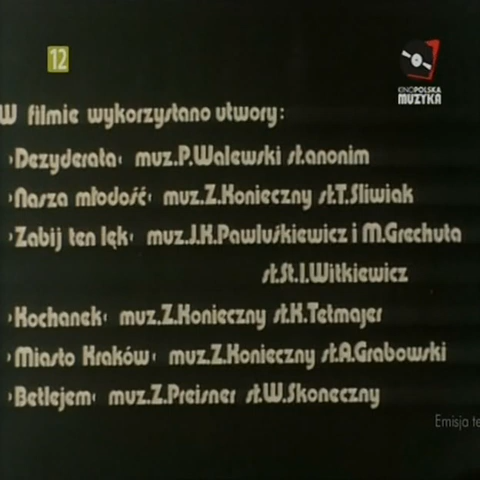 12
KINOPOLSKA
MUZYKA
W filmie wykorzystano utwory:
›Dezyderata‹ muz.P.Walewski sł.anonim
›Nasza młodość‹ muz.Z.Konieczny sł.T.Sliwiak
›Zabij ten lęk‹ muz.J.K.Pawluśkiewicz i M.Grechuta
sł.St.I.Witkiewicz
›Kochanek‹ muz.Z.Konieczny sł.K.Tetmajer
›Miasto Kraków‹ muz.Z.Konieczny sł.A.Grabowski
›Betlejem‹ muz.Z.Preisner sł.W.Skoneczny
Emisja te